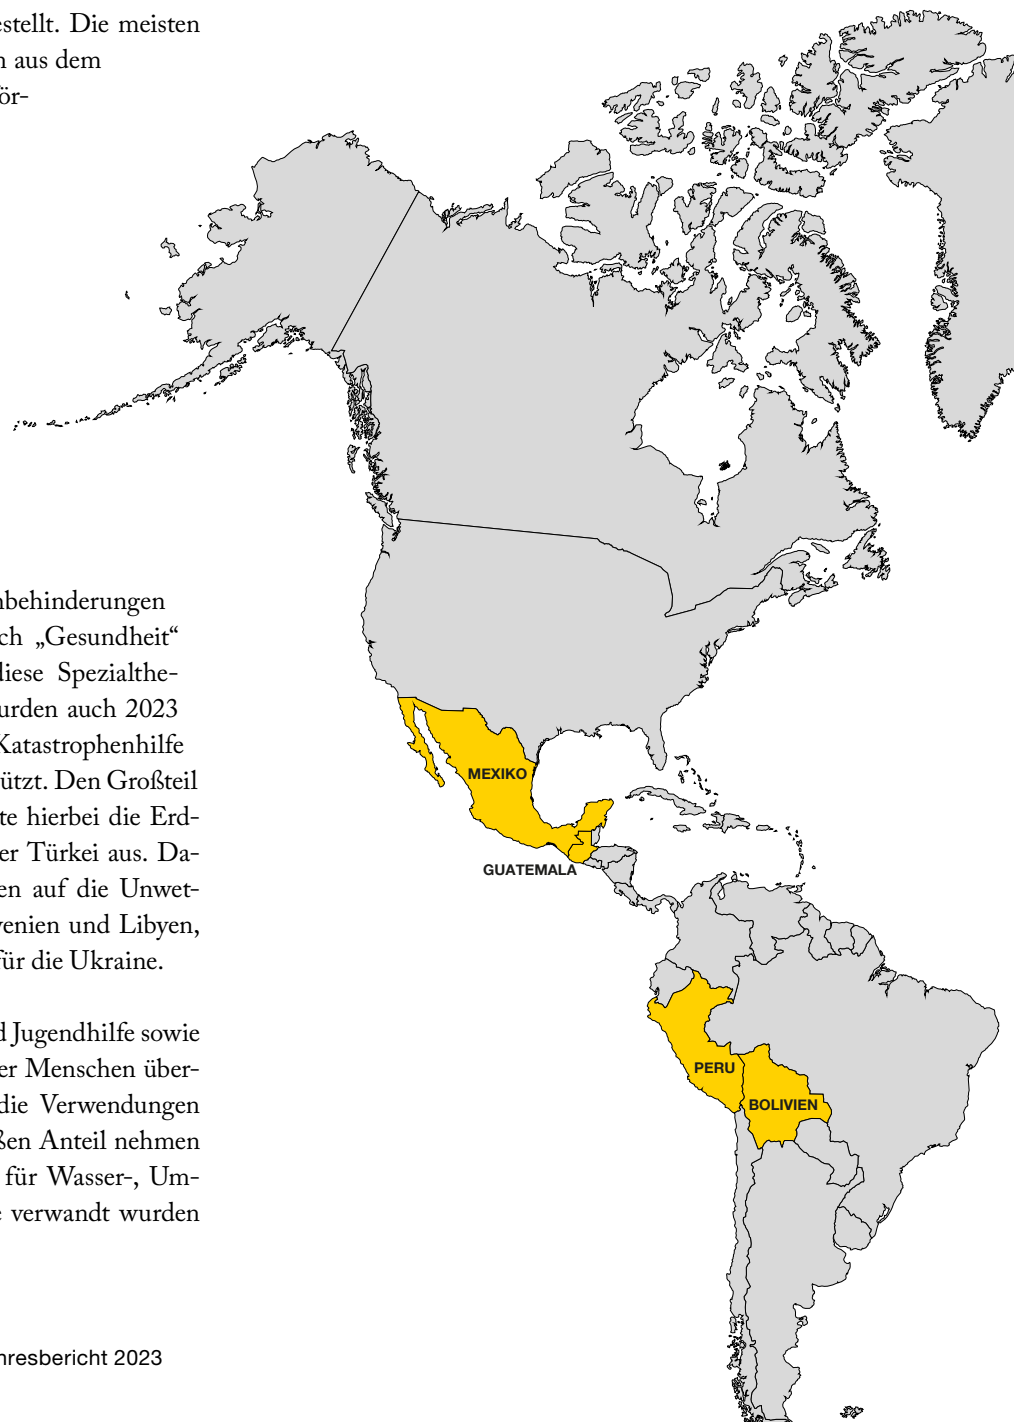 estellt. Die meisten
n aus dem
ör-
nbehinderungen
ch „Gesundheit“
diese Spezialthe-
urden auch 2023
Katastrophenhilfe
ützt. Den Großteil
te hierbei die Erd-
er Türkei aus. Da-
en auf die Unwet-
venien und Libyen,
für die Ukraine.
d Jugendhilfe sowie
er Menschen über-
die Verwendungen
ßen Anteil nehmen
für Wasser-, Um-
e verwandt wurden
hresbericht 2023
MEXIKO
GUATEMALA
PERU
BOLIVIEN